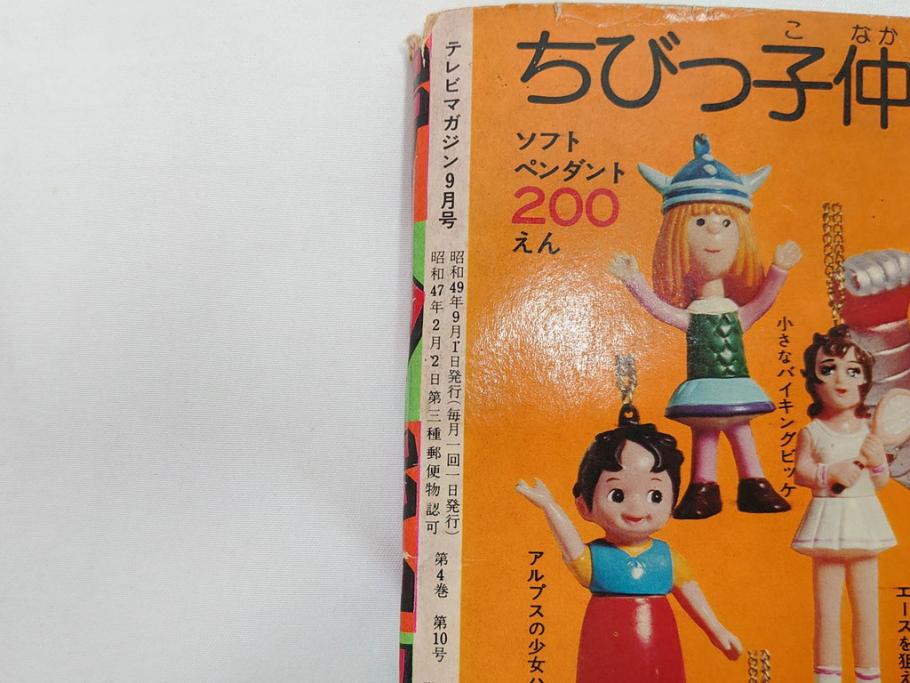 テレビマガジン9月号
昭和49年9月1日発行(毎月一回一日発行)
昭和47年2月2日第三種郵便物認可
第4巻 第10号
こ なか
ちびっ子仲
ソフト
ペンダント
200
えん
小さなバイキングビッケ
アルプスの少女ハ
エースを狙え